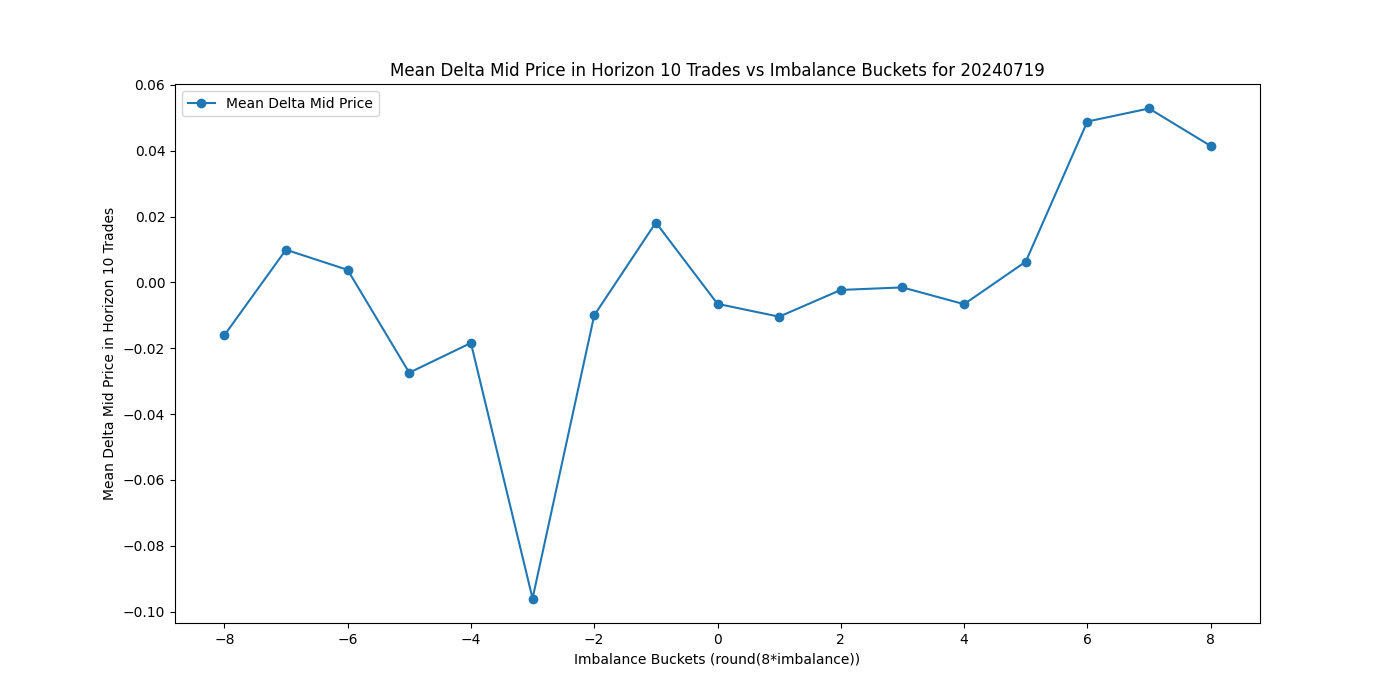 Mean Delta Mid Price in Horizon 10 Trades vs Imbalance Buckets for 20240719
Mean Delta Mid Price
Mean Delta Mid Price in Horizon 10 Trades
0.06
0.04
0.02
0.00
−0.02
−0.04
−0.06
−0.08
−0.10
−8 −6 −4 −2 0 2 4 6 8
Imbalance Buckets (round(8*imbalance))